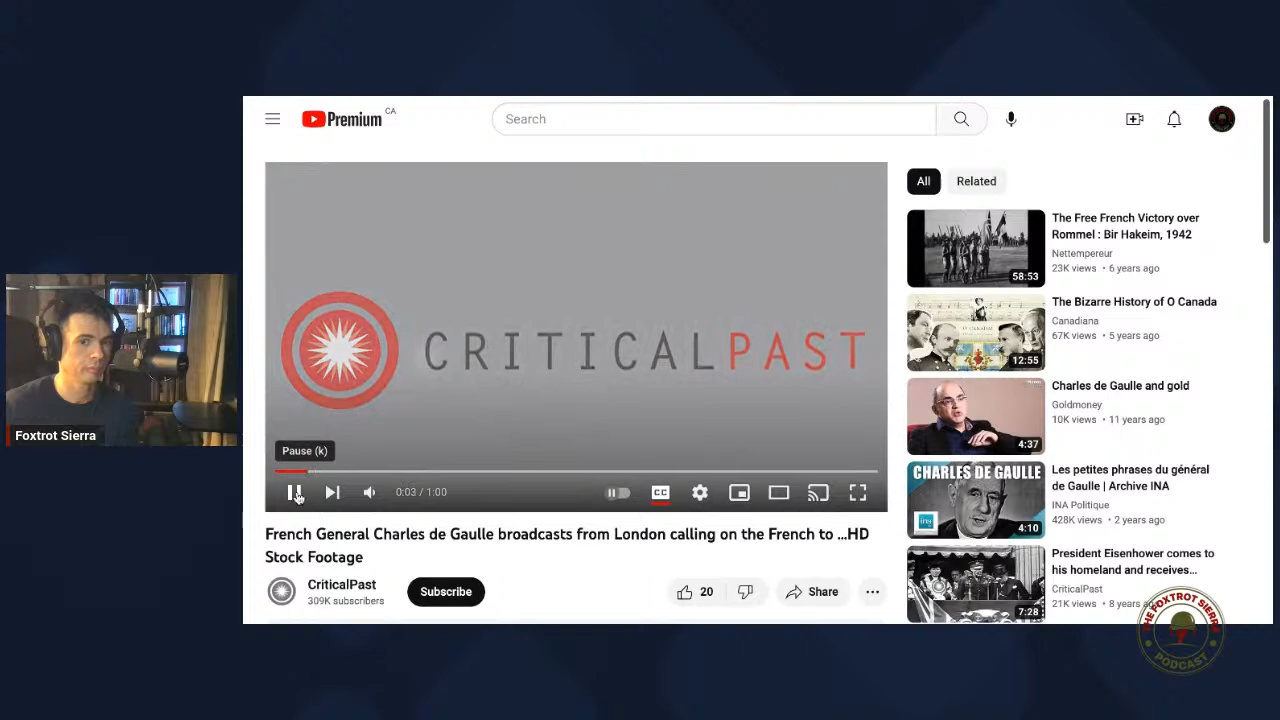 Premium CA
Search
CRITICALPAST
Pause (k)
0:03 / 1:00
CC
French General Charles de Gaulle broadcasts from London calling on the French to ...HD
Stock Footage
CriticalPast
309K subscribers
Subscribe
20
Share
All
Related
58:53
The Free French Victory over
Rommel : Bir Hakeim, 1942
Nettempereur
23K views • 6 years ago
12:55
The Bizarre History of O Canada
Canadiana
67K views • 5 years ago
4:37
Charles de Gaulle and gold
Goldmoney
10K views • 11 years ago
CHARLES DE GAULLE
ina
4:10
Les petites phrases du général
de Gaulle | Archive INA
INA Politique
428K views • 2 years ago
7:28
President Eisenhower comes to
his homeland and receives...
CriticalPast
21K views • 8 years
Foxtrot Sierra
THE FOXTROT SIERRA
PODCAST